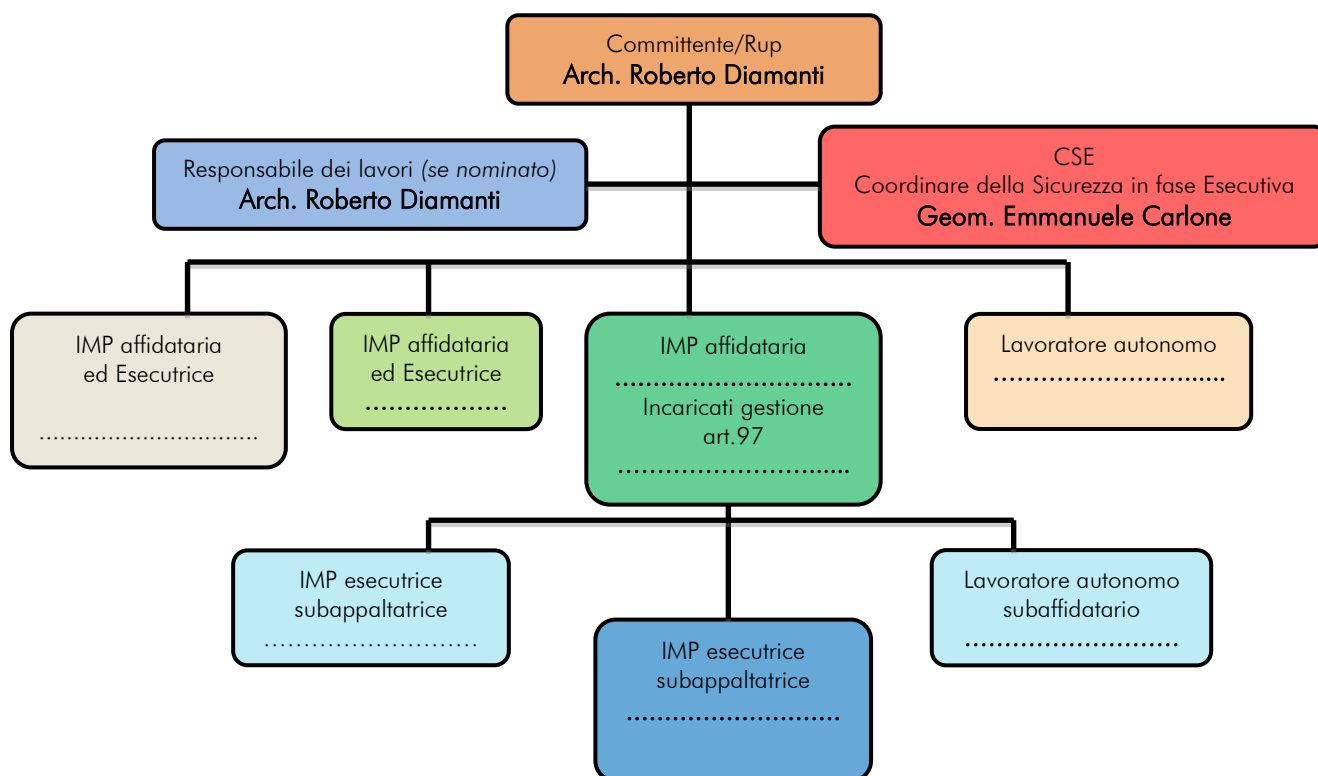 Committente/Rup
Arch. Roberto Diamanti
Responsabile dei lavori (se nominato)
Arch. Roberto Diamanti
CSE
Coordinare della Sicurezza in fase Esecutiva
Geom. Emmanuele Carlone
IMP affidataria
ed Esecutrice
................................
IMP affidataria
ed Esecutrice
..................
IMP affidataria
..............................
Incaricati gestione
art.97
..............................
Lavoratore autonomo
..............................
IMP esecutrice
subappaltatrice
...........................
IMP esecutrice
subappaltatrice
...........................
Lavoratore autonomo
subaffidatario
...........................